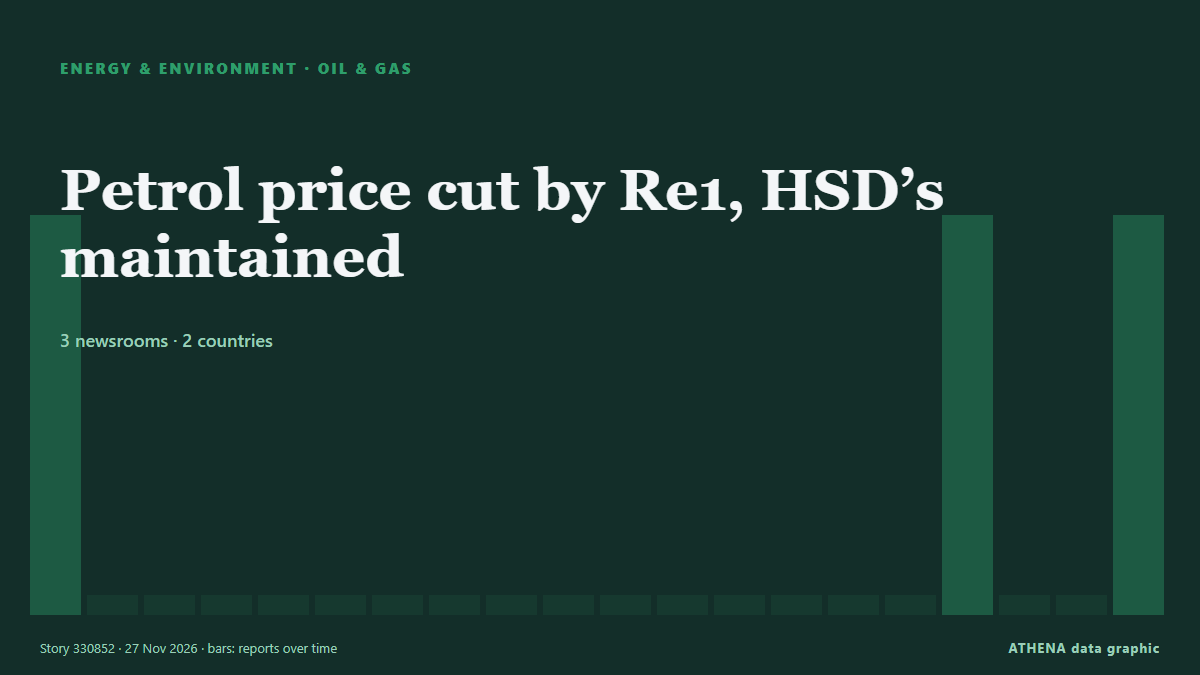 ENERGY & ENVIRONMENT · OIL & GAS
Petrol price cut by Re1, HSD’s
maintained
3 newsrooms · 2 countries
Story 330852 · 27 Nov 2026 · bars: reports over time
ATHENA data graphic